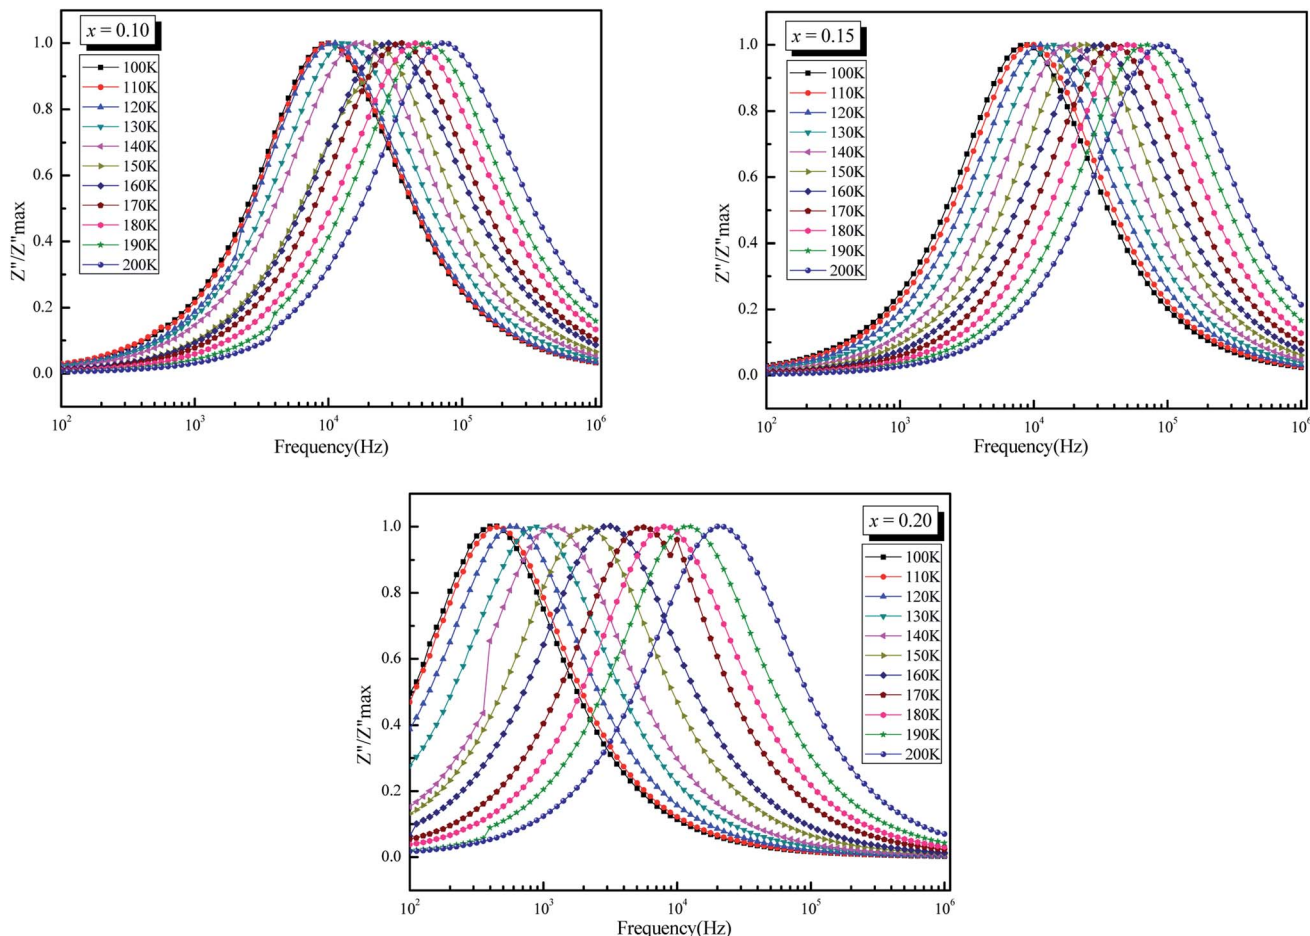 x = 0.10
100K
110K
120K
130K
140K
150K
160K
170K
180K
190K
200K
Z"/Z"max
1.0
0.8
0.6
0.4
0.2
0.0
10² 10³ 10⁴ 10⁵ 10⁶
Frequency(Hz)
x = 0.15
100K
110K
120K
130K
140K
150K
160K
170K
180K
190K
200K
Z"/Z"max
1.0
0.8
0.6
0.4
0.2
0.0
10² 10³ 10⁴ 10⁵ 10⁶
Frequency(Hz)
x = 0.20
100K
110K
120K
130K
140K
150K
160K
170K
180K
190K
200K
Z"/Z"max
1.0
0.8
0.6
0.4
0.2
0.0
10² 10³ 10⁴ 10⁵ 10⁶
Frequency(Hz)